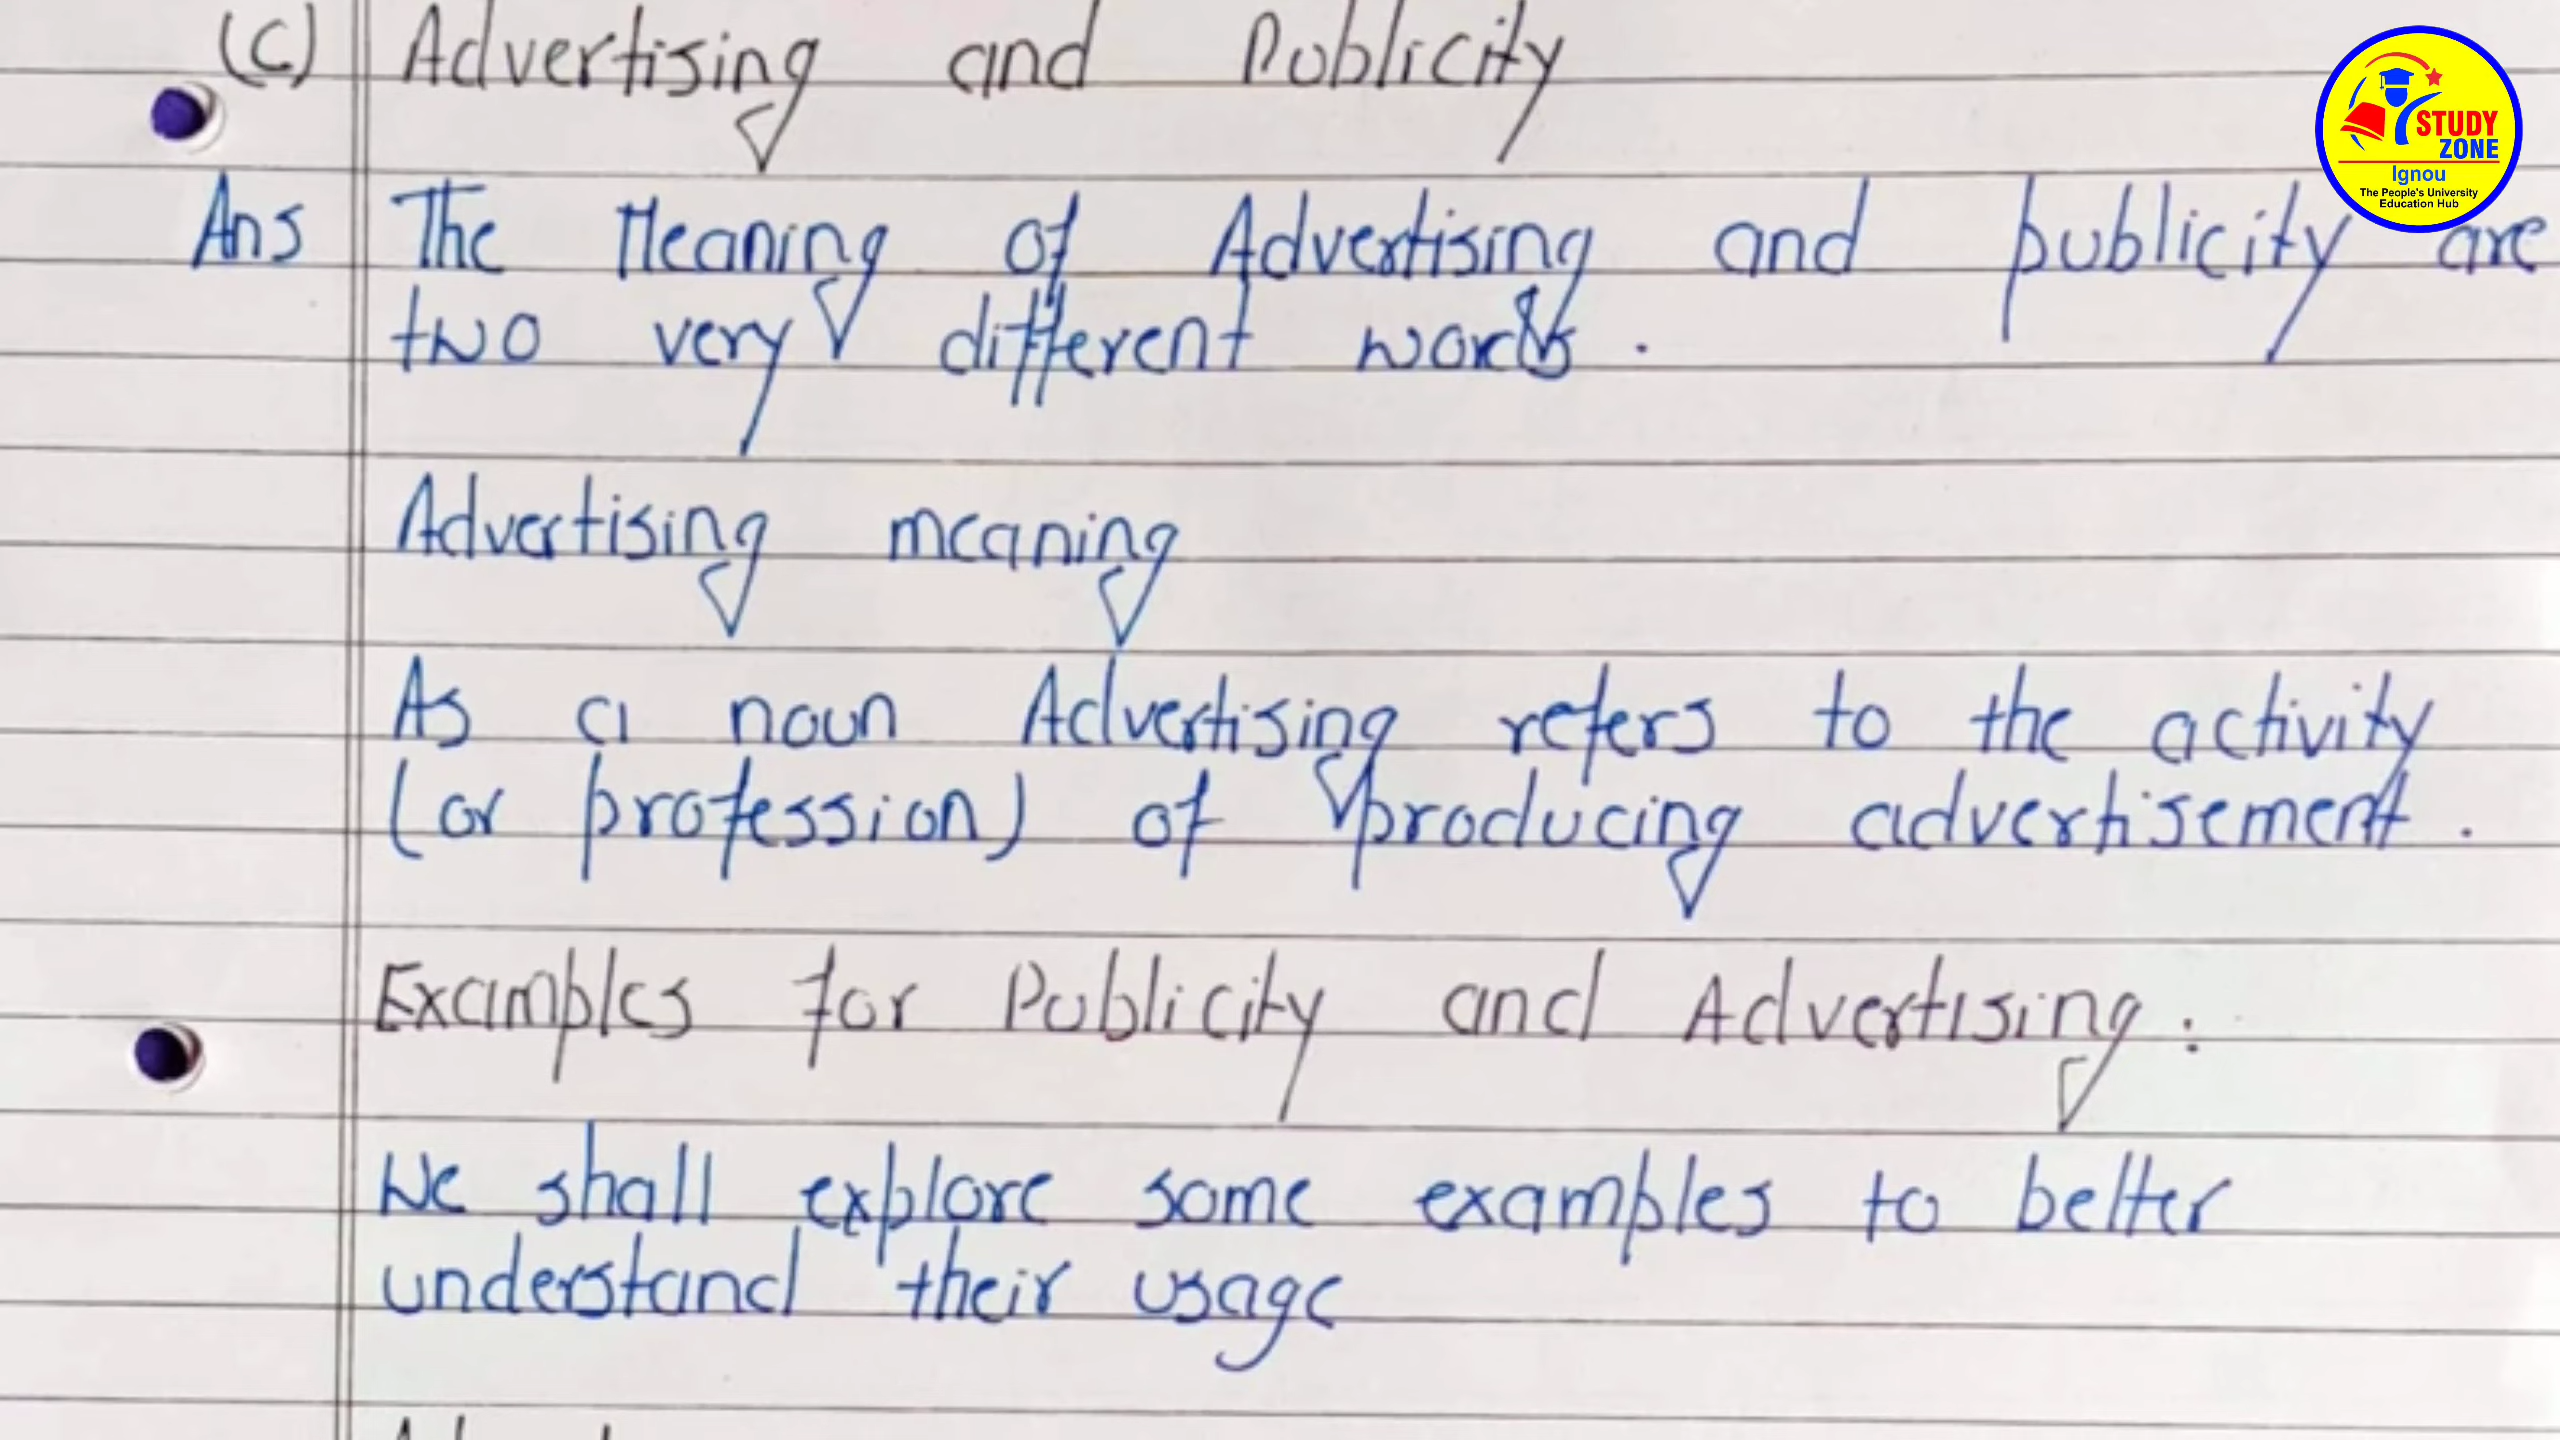 (C) Advertising and Publicity
STUDY
ZONE
Ignou
The People's University
Education Hub
Ans The Meaning of Advertising and publicity are
two very different words.
Advertising meaning
As a noun Advertising refers to the activity
(or profession) of producing advertisement.
Examples for Publicity and Advertising:
We shall explore some examples to better
understand their usage